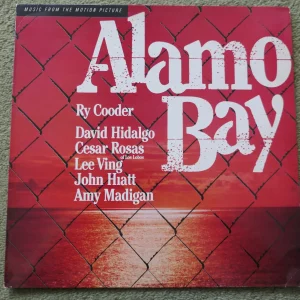 MUSIC FROM THE MOTION PICTURE
Alamo
Bay
Ry Cooder
David Hidalgo
Cesar Rosas
of Los Lobos
Lee Ving
John Hiatt
Amy Madigan